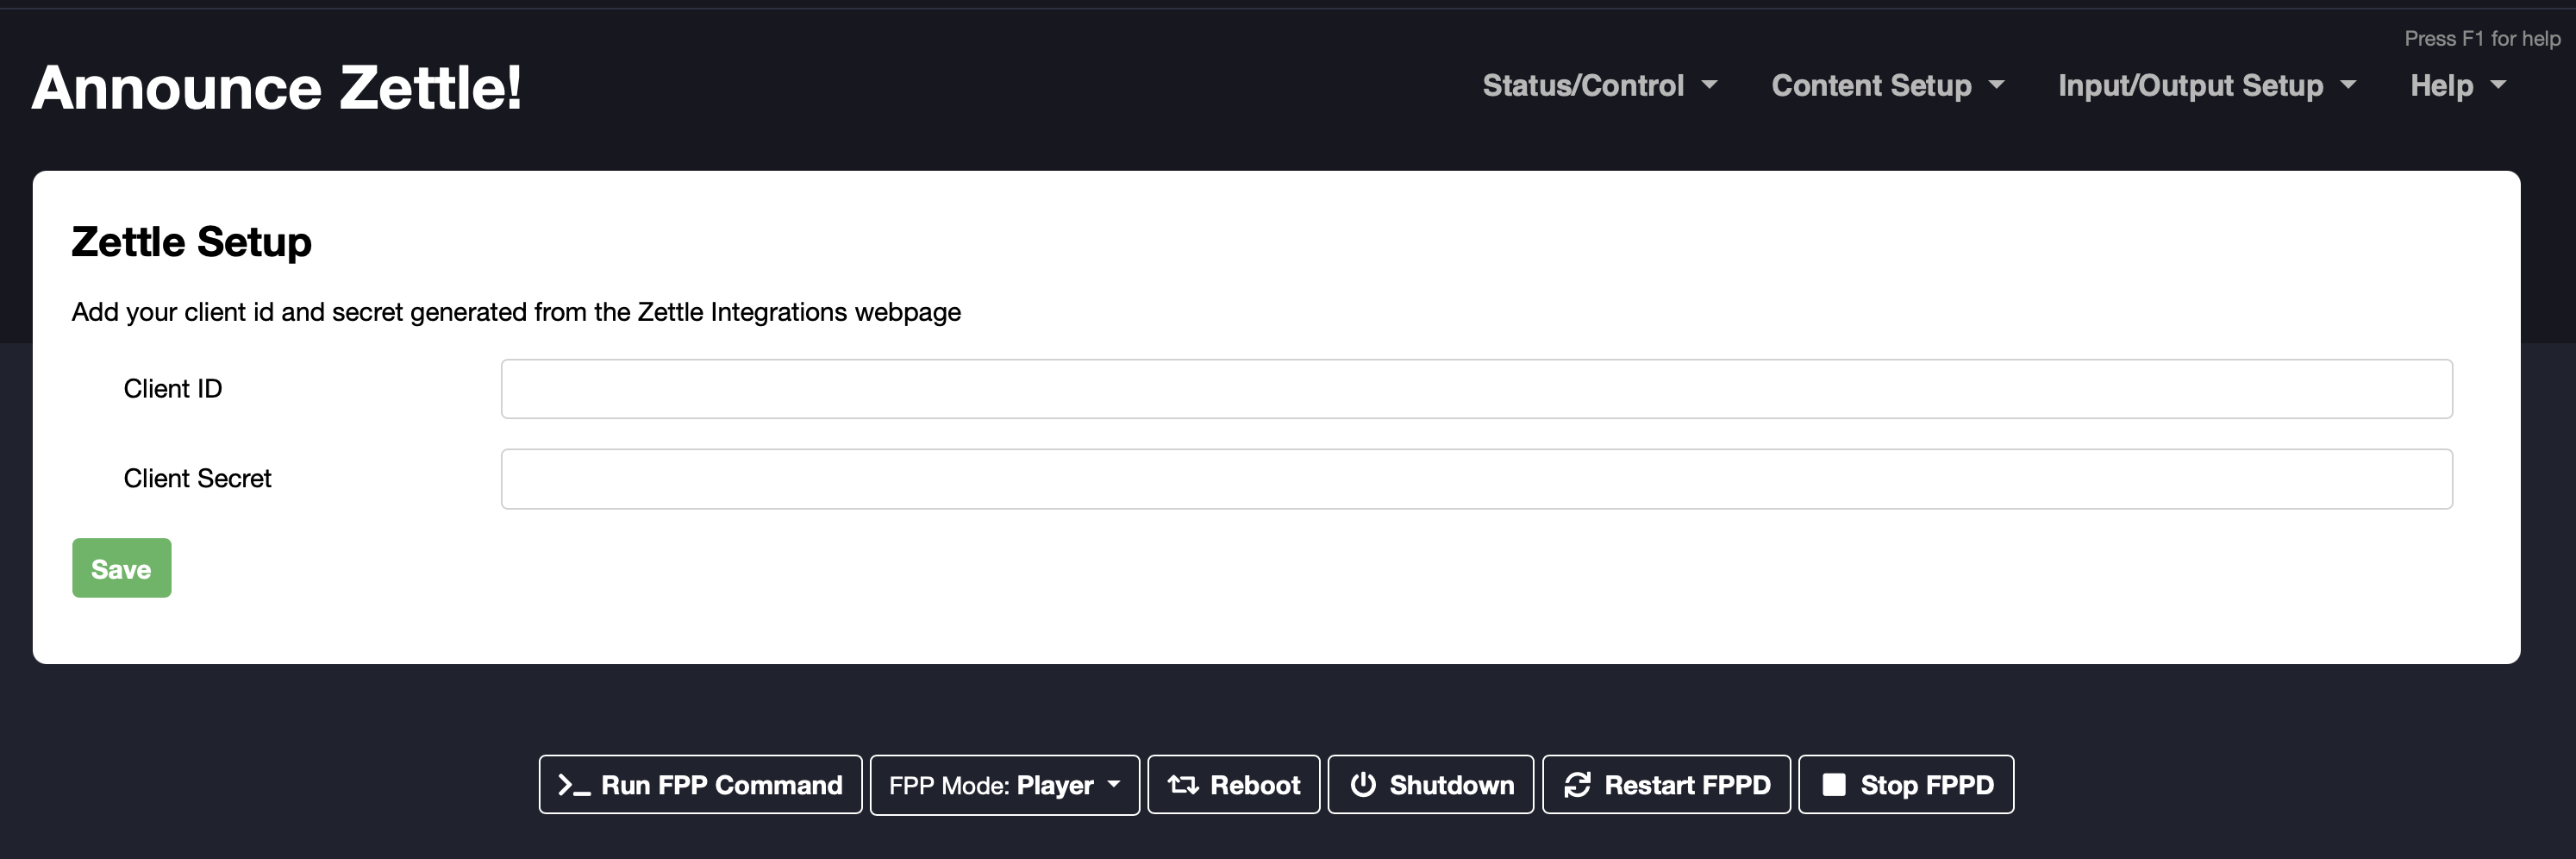 Press F1 for help
Announce Zettle!
Status/Control Content Setup Input/Output Setup Help
Zettle Setup
Add your client id and secret generated from the Zettle Integrations webpage
Client ID
Client Secret
Save
Run FPP Command FPP Mode: Player Reboot Shutdown Restart FPPD Stop FPPD